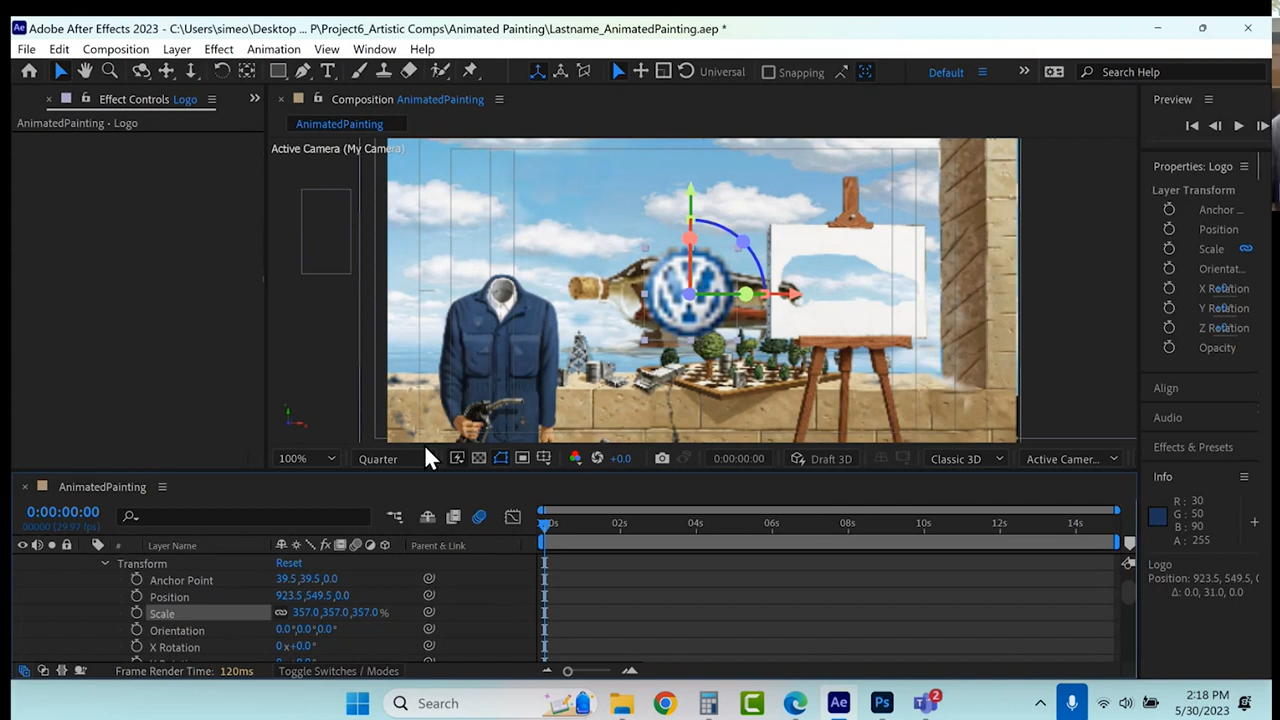 Ae Adobe After Effects 2023 - C:\Users\simeo\Desktop ... P\Project6_Artistic Comps\Animated Painting\Lastname_AnimatedPainting.aep *
File Edit Composition Layer Effect Animation View Window Help
Universal Snapping Default Search Help
Effect Controls Logo
Composition AnimatedPainting
Preview
AnimatedPainting • Logo
AnimatedPainting
Active Camera (My Camera)
Properties: Logo
Layer Transform
Anchor ...
Position
Scale
Orientat...
X Rotation
Y Rotation
Z Rotation
Opacity
Align
Audio
Effects & Presets
100% Quarter +0.0 0:00:00:00 Draft 3D Classic 3D Active Camer...
Info
R: 30
G: 50
B: 90
A: 255
Logo
Position: 923.5, 549.5, 0.
Δ: 0.0, 31.0, 0.0
AnimatedPainting
0:00:00:00
00000 (29.97 fps)
0s 02s 04s 06s 08s 10s 12s 14s
# Layer Name Parent & Link
Transform Reset
Anchor Point 39.5,39.5,0.0
Position 923.5,549.5,0.0
Scale 357.0,357.0,357.0 %
Orientation 0.0°,0.0°,0.0°
X Rotation 0x+0.0°
Frame Render Time: 120ms Toggle Switches / Modes
Search Ae Ps 2
2:18 PM
5/30/2023